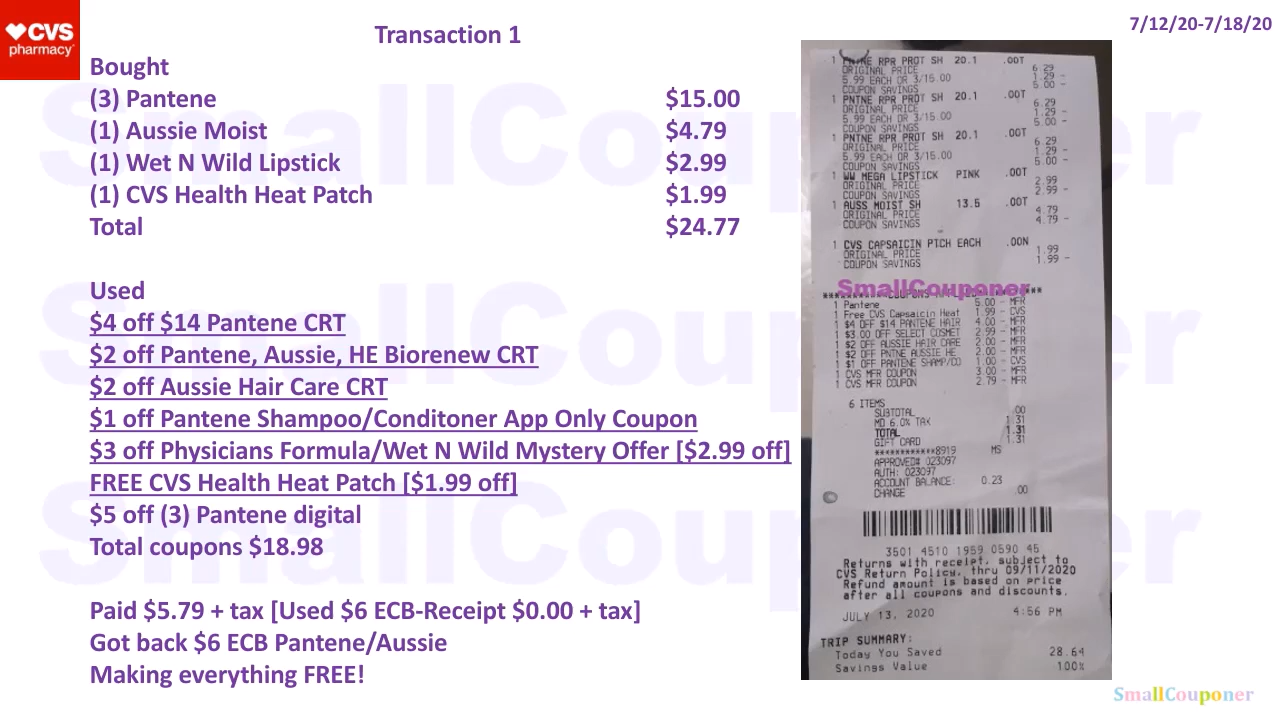 CVS
pharmacy
Transaction 1
7/12/20-7/18/20
Bought
(3) Pantene $15.00
(1) Aussie Moist $4.79
(1) Wet N Wild Lipstick $2.99
(1) CVS Health Heat Patch $1.99
Total $24.77
Used
$4 off $14 Pantene CRT
$2 off Pantene, Aussie, HE Biorenew CRT
$2 off Aussie Hair Care CRT
$1 off Pantene Shampoo/Conditoner App Only Coupon
$3 off Physicians Formula/Wet N Wild Mystery Offer [$2.99 off]
FREE CVS Health Heat Patch [$1.99 off]
$5 off (3) Pantene digital
Total coupons $18.98
Paid $5.79 + tax [Used $6 ECB-Receipt $0.00 + tax]
Got back $6 ECB Pantene/Aussie
Making everything FREE!
SmallCouponer
SmallCouponer
SmallCouponer
1 PNTNE RPR PROT SH 20.1 .00T
ORIGINAL PRICE 6.29
5.99 EACH OR 3/15.00 1.29 -
COUPON SAVINGS 5.00 -
1 PNTNE RPR PROT SH 20.1 .00T
ORIGINAL PRICE 6.29
5.99 EACH OR 3/15.00 1.29 -
COUPON SAVINGS 5.00 -
1 PNTNE RPR PROT SH 20.1 .00T
ORIGINAL PRICE 6.29
5.99 EACH OR 3/15.00 1.29 -
COUPON SAVINGS 5.00 -
1 WW MEGA LIPSTICK PINK .00T
ORIGINAL PRICE 2.99
COUPON SAVINGS 2.99 -
1 AUSS MOIST SH 13.5 .00T
ORIGINAL PRICE 4.79
COUPON SAVINGS 4.79 -
1 CVS CAPSAICIN PTCH EACH .00N
ORIGINAL PRICE 1.99
COUPON SAVINGS 1.99 -
SmallCouponer
1 Pantene 5.00 - MFR
1 Free CVS Capsaicin Heat 1.99 - CVS
1 $4 OFF $14 PANTENE HAIR 4.00 - MFR
1 $3.00 OFF SELECT COSMET 2.99 - MFR
1 $2 OFF AUSSIE HAIR CARE 2.00 - MFR
1 $2 OFF PNTNE AUSSIE HE 2.00 - MFR
1 $1 OFF PANTENE SHAMP/CO 1.00 - CVS
1 CVS MFR COUPON 3.00 - MFR
1 CVS MFR COUPON 2.79 - MFR
6 ITEMS
SUBTOTAL .00
MD 6.0% TAX 1.31
TOTAL 1.31
GIFT CARD 1.31
************8919 MS
APPROVED# 023097
AUTH: 023097
ACCOUNT BALANCE: 0.23
CHANGE .00
3501 4510 1959 0590 45
Returns with receipt, subject to
CVS Return Policy, thru 09/11/2020
Refund amount is based on price
after all coupons and discounts.
JULY 13, 2020 4:56 PM
TRIP SUMMARY:
Today You Saved 28.64
Savings Value 100%
SmallCouponer